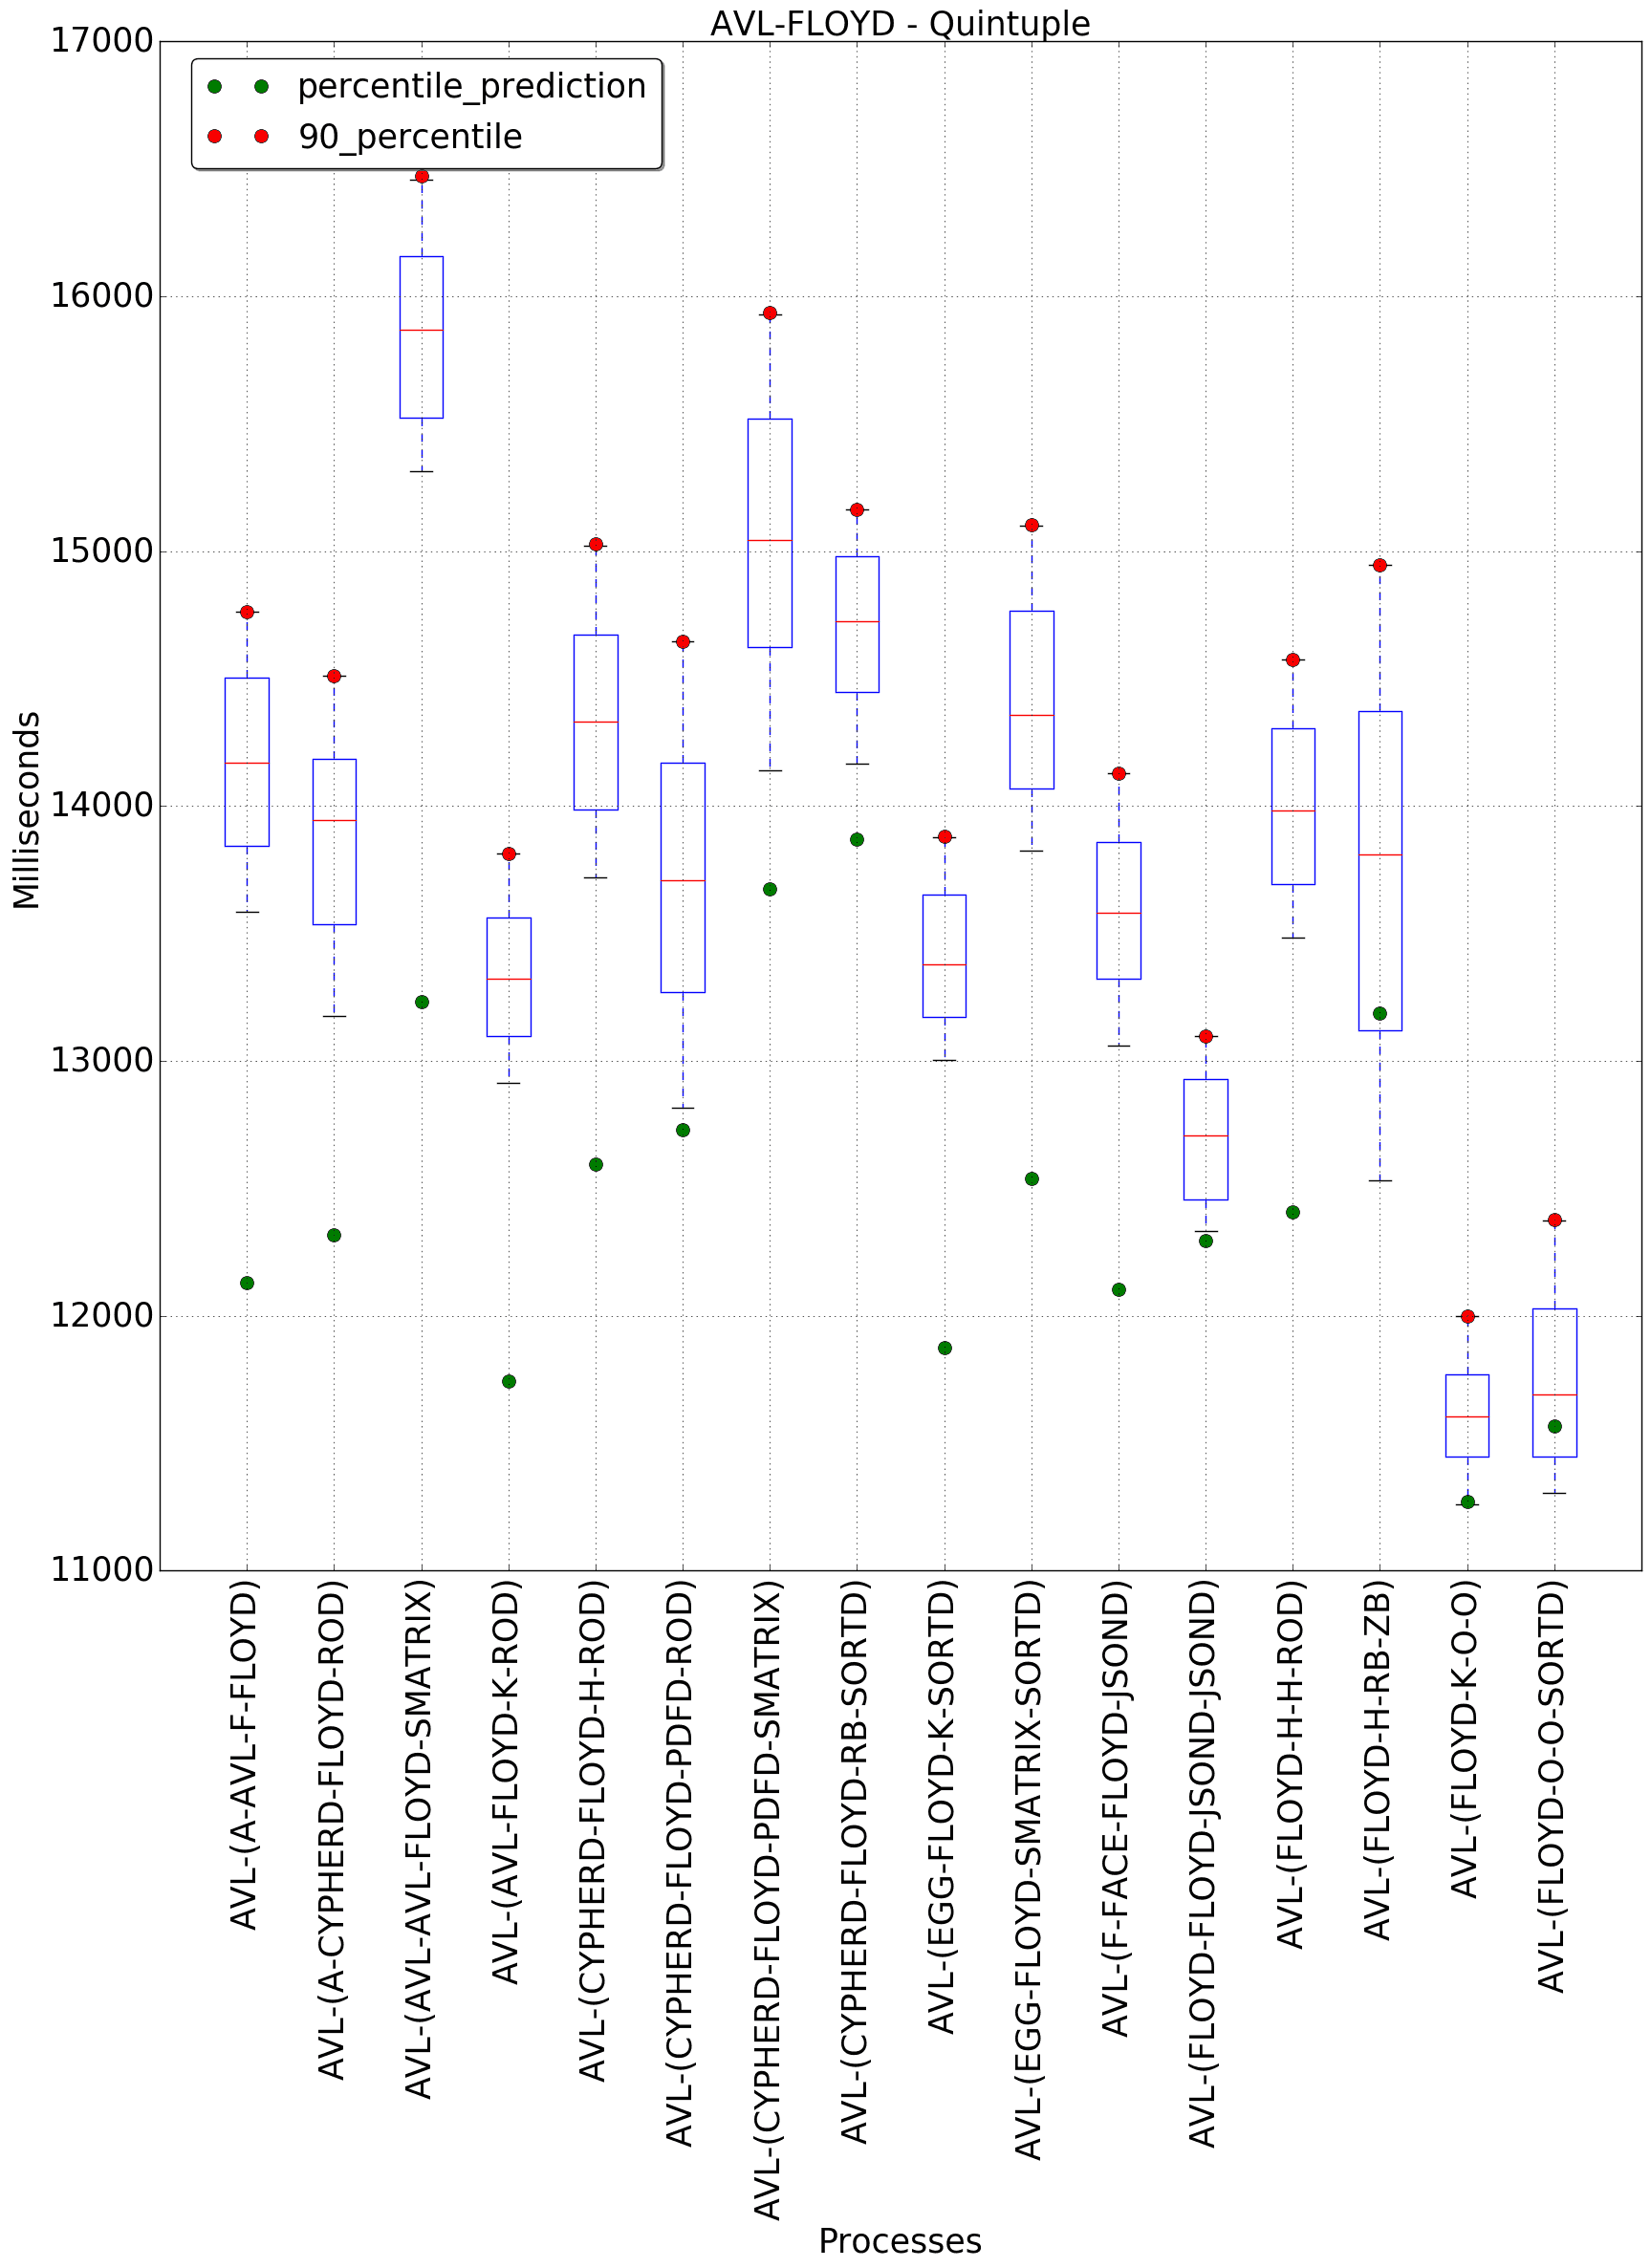 AVL-FLOYD - Quintuple
percentile_prediction
90_percentile
17000
16000
15000
14000
13000
12000
11000
Milliseconds
AVL-(A-AVL-F-FLOYD)
AVL-(A-CYPHERD-FLOYD-ROD)
AVL-(AVL-AVL-FLOYD-SMATRIX)
AVL-(AVL-FLOYD-K-ROD)
AVL-(CYPHERD-FLOYD-H-ROD)
AVL-(CYPHERD-FLOYD-PDFD-ROD)
AVL-(CYPHERD-FLOYD-PDFD-SMATRIX)
AVL-(CYPHERD-FLOYD-RB-SORTD)
AVL-(EGG-FLOYD-K-SORTD)
AVL-(EGG-FLOYD-SMATRIX-SORTD)
AVL-(F-FACE-FLOYD-JSOND)
AVL-(FLOYD-FLOYD-JSOND-JSOND)
AVL-(FLOYD-H-H-ROD)
AVL-(FLOYD-H-RB-ZB)
AVL-(FLOYD-K-O-O)
AVL-(FLOYD-O-O-SORTD)
Processes